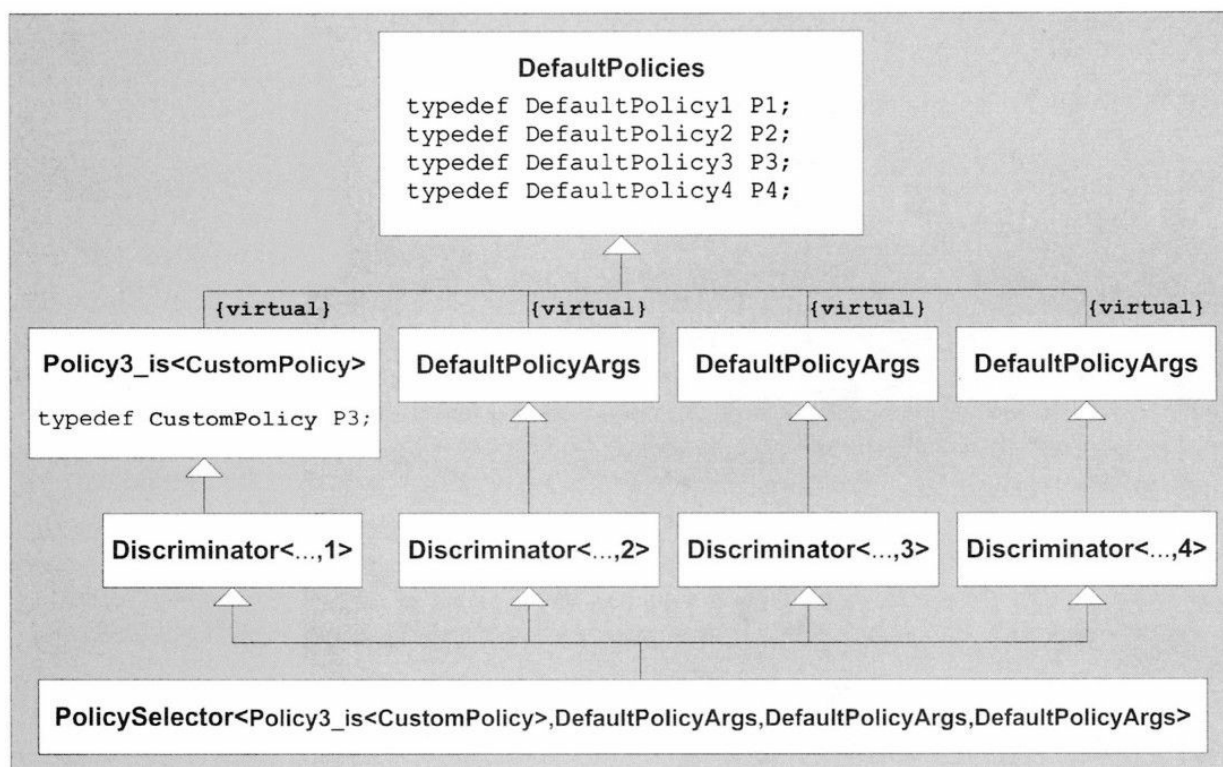 DefaultPolicies
typedef DefaultPolicy1 P1;
typedef DefaultPolicy2 P2;
typedef DefaultPolicy3 P3;
typedef DefaultPolicy4 P4;
{virtual} {virtual} {virtual} {virtual}
Policy3_is<CustomPolicy> DefaultPolicyArgs DefaultPolicyArgs DefaultPolicyArgs
typedef CustomPolicy P3;
Discriminator<...,1> Discriminator<...,2> Discriminator<...,3> Discriminator<...,4>
PolicySelector<Policy3_is<CustomPolicy>,DefaultPolicyArgs,DefaultPolicyArgs,DefaultPolicyArgs>